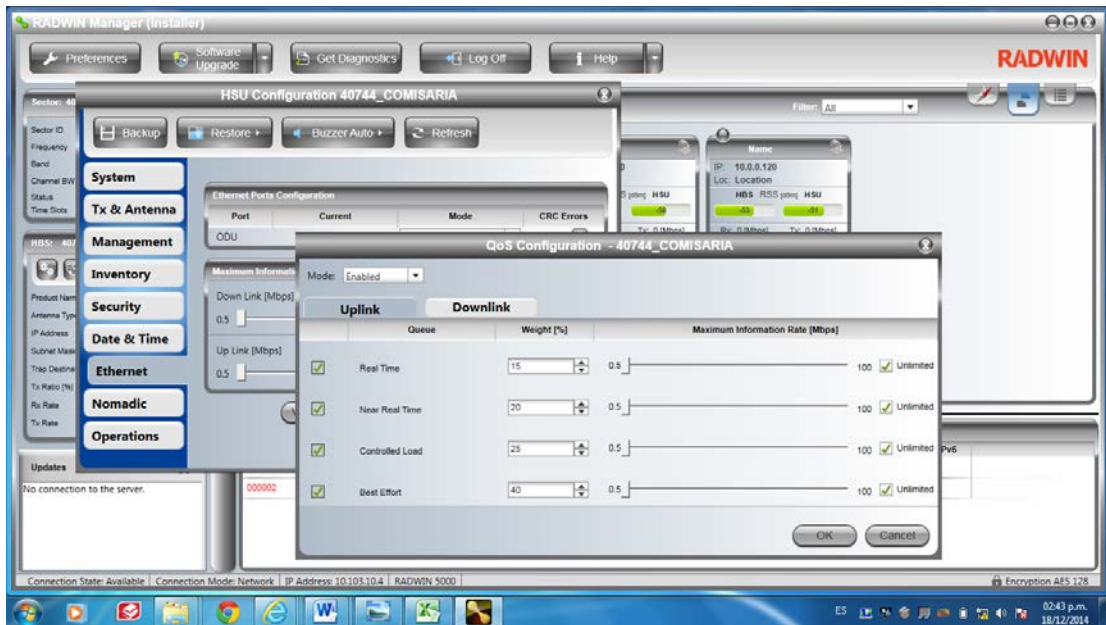 RADWIN Manager (Installer)
Preferences
Software Upgrade
Get Diagnostics
Log Off
Help
RADWIN
HSU Configuration 40744_COMISARIA
Backup
Restore
Buzzer Auto
Refresh
Filter: All
Sector ID
Frequency
Band
Channel BW
Status
Time Slots
Name
IP: 10.0.0.120
Loc: Location
HSU
HBS RSS [dBm] HSU
-58
-53 -51
System
Tx & Antenna
Management
Inventory
Security
Date & Time
Ethernet
Nomadic
Operations
Ethernet Ports Configuration
Port Current Mode CRC Errors
ODU
Down Link [Mbps]
0.5
Up Link [Mbps]
0.5
Product Nam
Antenna Typ
IP Address
Subnet Mask
Trap Destina
Tx Ratio [%]
Rx Rate
Tx Rate
QoS Configuration - 40744_COMISARIA
Mode: Enabled
Uplink Downlink
Queue Weight [%] Maximum Information Rate [Mbps]
Real Time 15 0.5 100 Unlimited
Near Real Time 20 0.5 100 Unlimited
Controlled Load 25 0.5 100 Unlimited
Best Effort 40 0.5 100 Unlimited
OK Cancel
Pv6
Updates
No connection to the server.
000002
Connection State: Available Connection Mode: Network IP Address: 10.103.10.4 RADWIN 5000 Encryption AES 128
ES
02:43 p.m.
18/12/2014